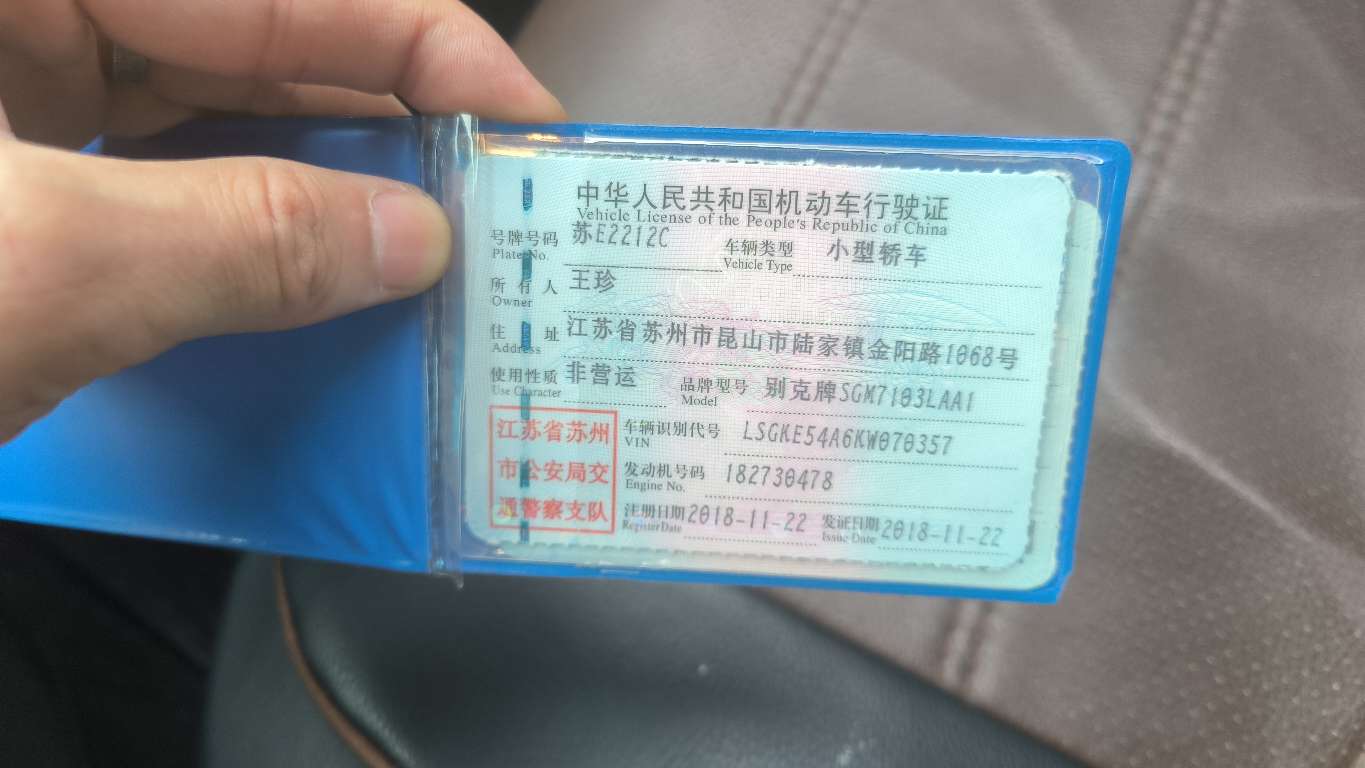 中华人民共和国机动车行驶证
Vehicle License of the People's Republic of China
号牌号码 苏E2212C 车辆类型 小型轿车
Plate No. Vehicle Type
所有人 王珍
Owner
住址 江苏省苏州市昆山市陆家镇金阳路1068号
Address
使用性质 非营运 品牌型号 别克牌SGM7103LAA1
Use Character Model
江苏省苏州
市公安局交
通警察支队
车辆识别代号 LSGKE54A6KW070357
VIN
发动机号码 182730478
Engine No.
注册日期 2018-11-22 发证日期 2018-11-22
Register Date Issue Date